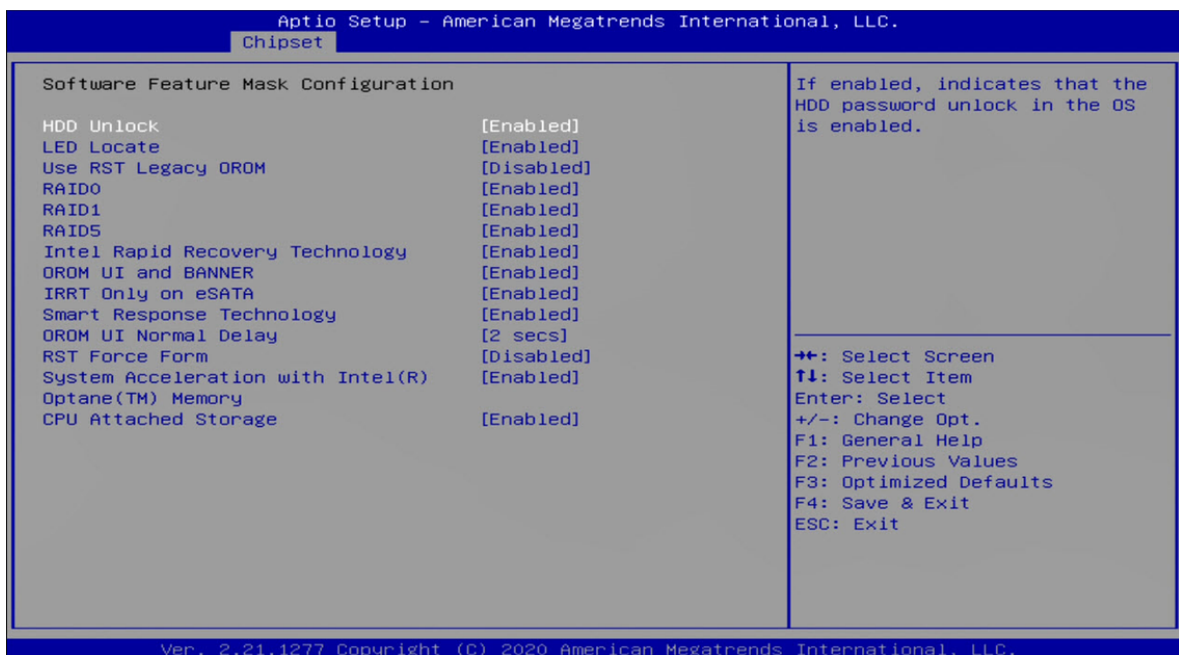 Aptio Setup – American Megatrends International, LLC.
Chipset
Software Feature Mask Configuration
HDD Unlock [Enabled]
LED Locate [Enabled]
Use RST Legacy OROM [Disabled]
RAID0 [Enabled]
RAID1 [Enabled]
RAID5 [Enabled]
Intel Rapid Recovery Technology [Enabled]
OROM UI and BANNER [Enabled]
IRRT Only on eSATA [Enabled]
Smart Response Technology [Enabled]
OROM UI Normal Delay [2 secs]
RST Force Form [Disabled]
System Acceleration with Intel(R) [Enabled]
Optane(TM) Memory
CPU Attached Storage [Enabled]
If enabled, indicates that the
HDD password unlock in the OS
is enabled.
→←: Select Screen
↑↓: Select Item
Enter: Select
+/-: Change Opt.
F1: General Help
F2: Previous Values
F3: Optimized Defaults
F4: Save & Exit
ESC: Exit
Ver. 2.21.1277 Copyright (C) 2020 American Megatrends International, LLC.